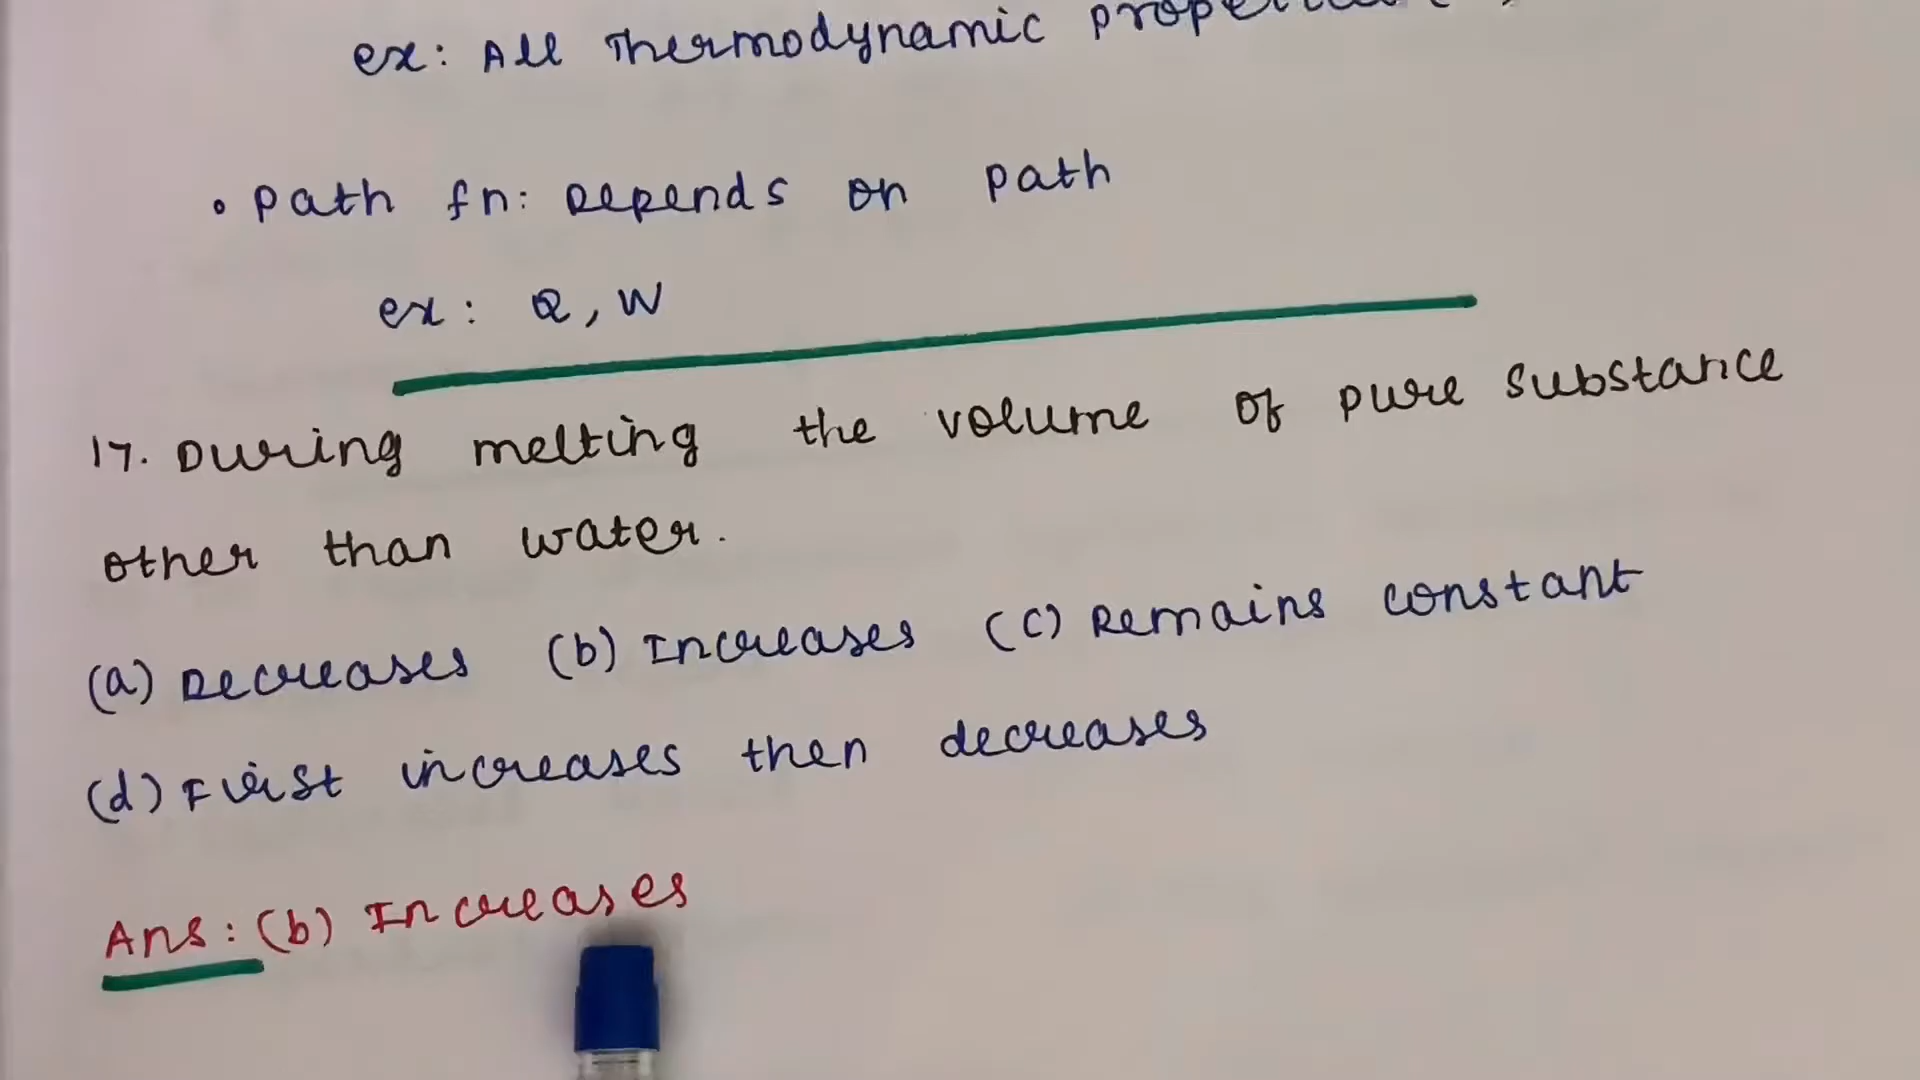 ex: All Thermodynamic
• Path fn: Depends on Path
ex: Q, W
17. During melting the volume of pure substance
other than water.
(a) Decreases (b) Increases (c) Remains constant
(d) First increases then decreases
Ans: (b) Increases